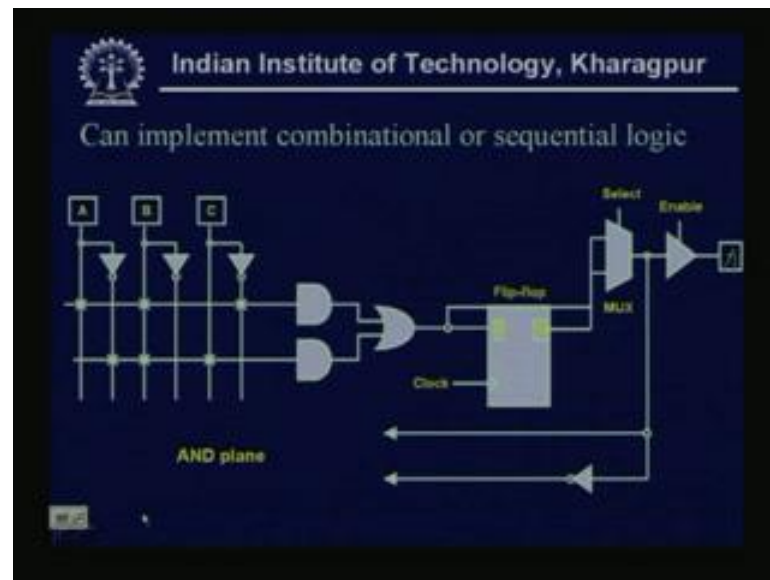 Indian Institute of Technology, Kharagpur
Can implement combinational or sequential logic
A B C
Select
Enable
Flip-flop
MUX
Clock
AND plane